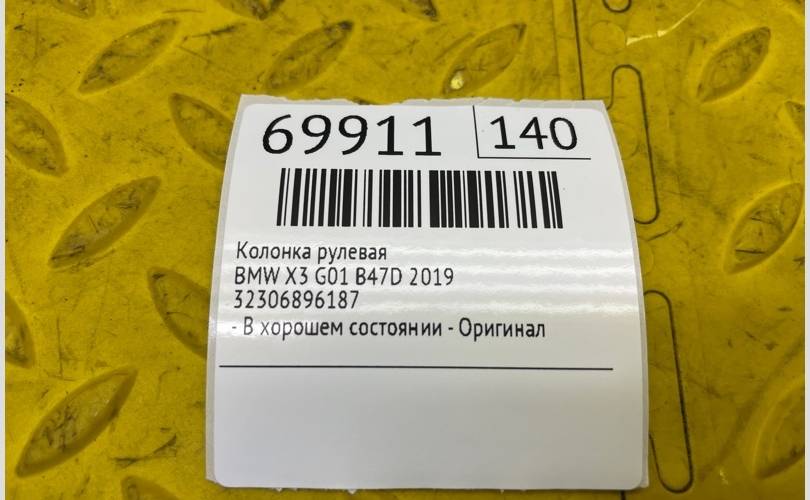 69911 140
Колонка рулевая
BMW X3 G01 B47D 2019
32306896187
- В хорошем состоянии - Оригинал